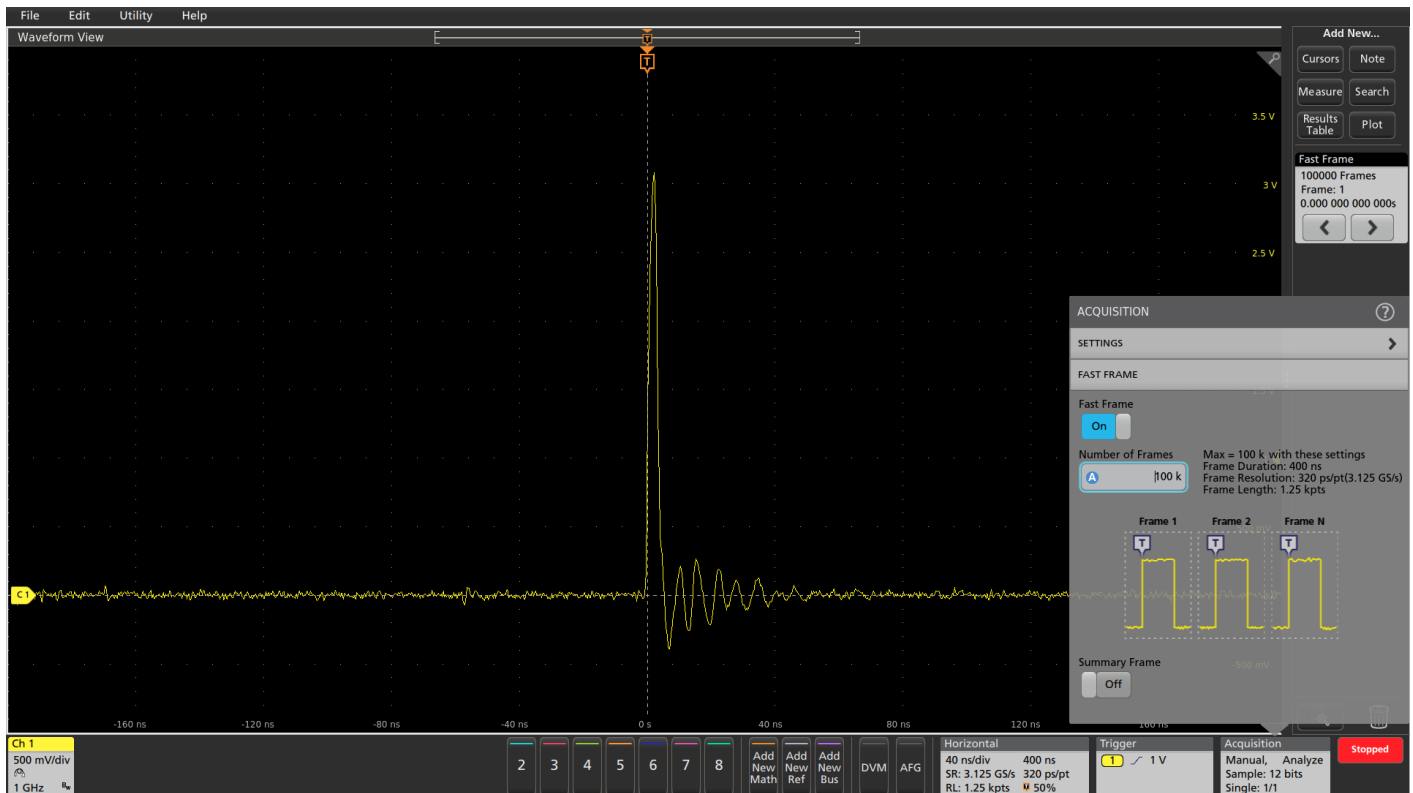 File Edit Utility Help
Waveform View
T
T
3.5 V
3 V
2.5 V
-500 mV
C 1
-160 ns -120 ns -80 ns -40 ns 0 s 40 ns 80 ns 120 ns 160 ns
Add New...
Cursors Note
Measure Search
Results Table Plot
Fast Frame
100000 Frames
Frame: 1
0.000 000 000 000s
ACQUISITION ?
SETTINGS
FAST FRAME
Fast Frame
On
Number of Frames
A 100 k
Max = 100 k with these settings
Frame Duration: 400 ns
Frame Resolution: 320 ps/pt(3.125 GS/s)
Frame Length: 1.25 kpts
Frame 1 Frame 2 Frame N
T T T
Summary Frame
Off
Ch 1
500 mV/div
1 GHz
2 3 4 5 6 7 8
Add New Math
Add New Ref
Add New Bus
DVM AFG
Horizontal
40 ns/div 400 ns
SR: 3.125 GS/s 320 ps/pt
RL: 1.25 kpts 50%
Trigger
1 1 V
Acquisition
Manual, Analyze
Sample: 12 bits
Single: 1/1
Stopped